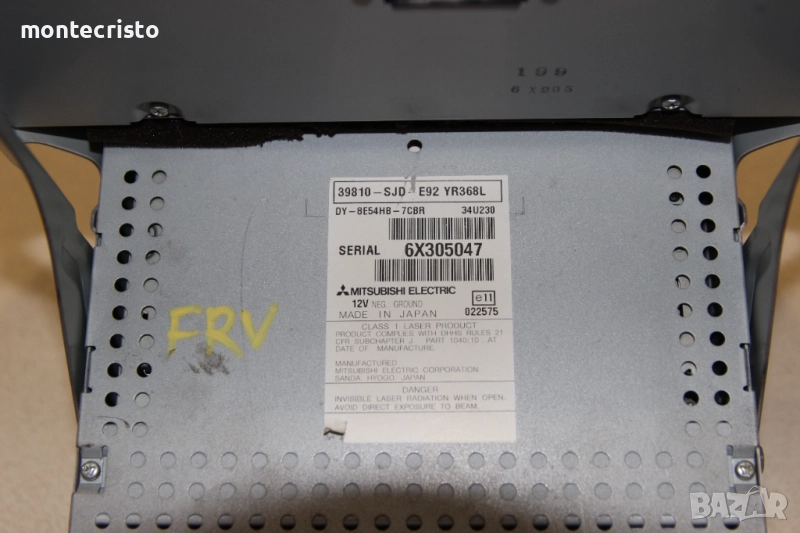 montecristo
199
6X205
39810-SJD-E92 YR368L
DY-8E54HB-7CBR 34U230
SERIAL 6X305047
MITSUBISHI ELECTRIC
12V NEG. GROUND
MADE IN JAPAN
e11
022575
CLASS 1 LASER PRODUCT
PRODUCT COMPLIES WITH DHHS RULES 21
CFR SUBCHAPTER J, PART 1040:10, AT
DATE OF MANUFACTURE.
MANUFACTURED
MITSUBISHI ELECTRIC CORPORATION
SANDA, HYOGO, JAPAN
DANGER
INVISIBLE LASER RADIATION WHEN OPEN.
AVOID DIRECT EXPOSURE TO BEAM.
FRV
BAZAR